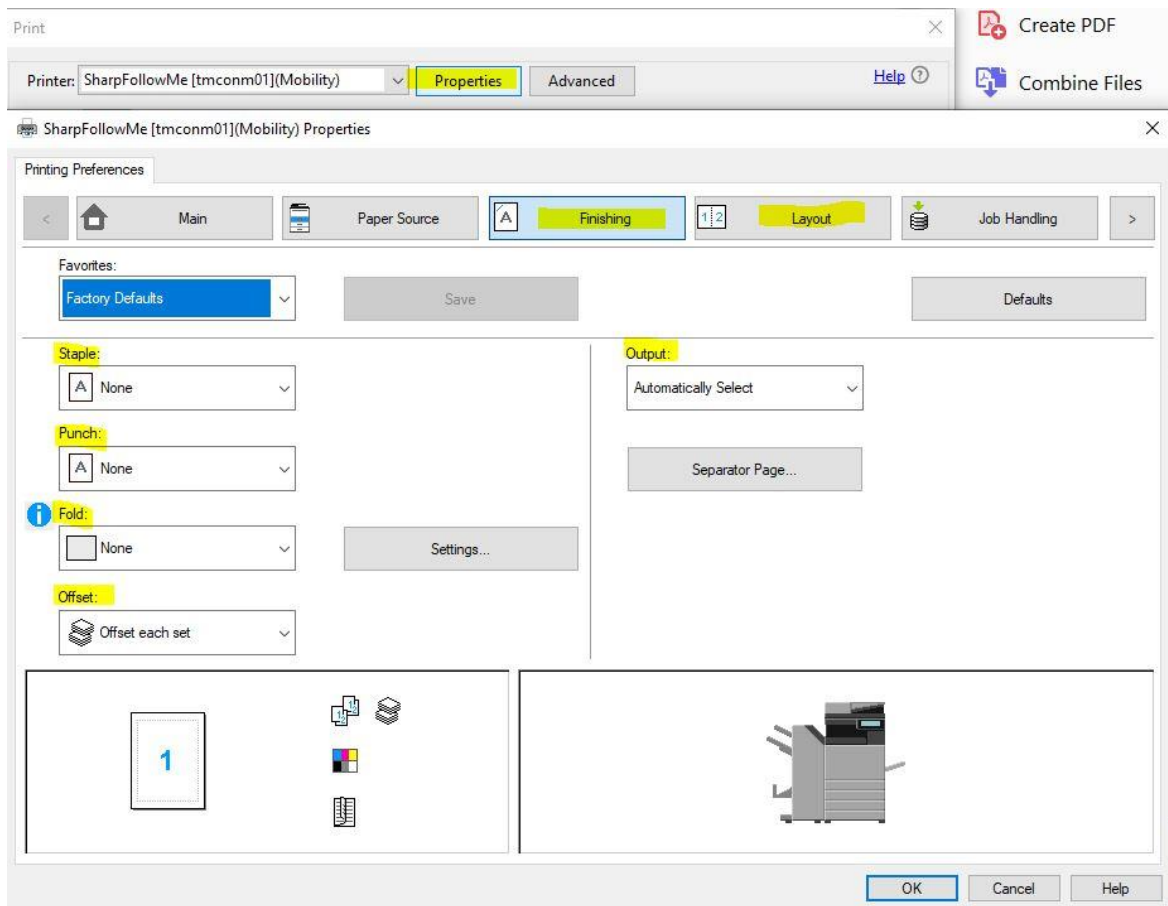 Print
Create PDF
Printer: SharpFollowMe [tmconm01](Mobility) Properties Advanced Help ?
Combine Files
SharpFollowMe [tmconm01](Mobility) Properties
Printing Preferences
< Main Paper Source A Finishing 1 2 Layout Job Handling >
Favorites:
Factory Defaults Save Defaults
Staple: Output:
A None Automatically Select
Punch:
A None Separator Page...
i Fold:
None Settings...
Offset:
Offset each set
1
OK Cancel Help